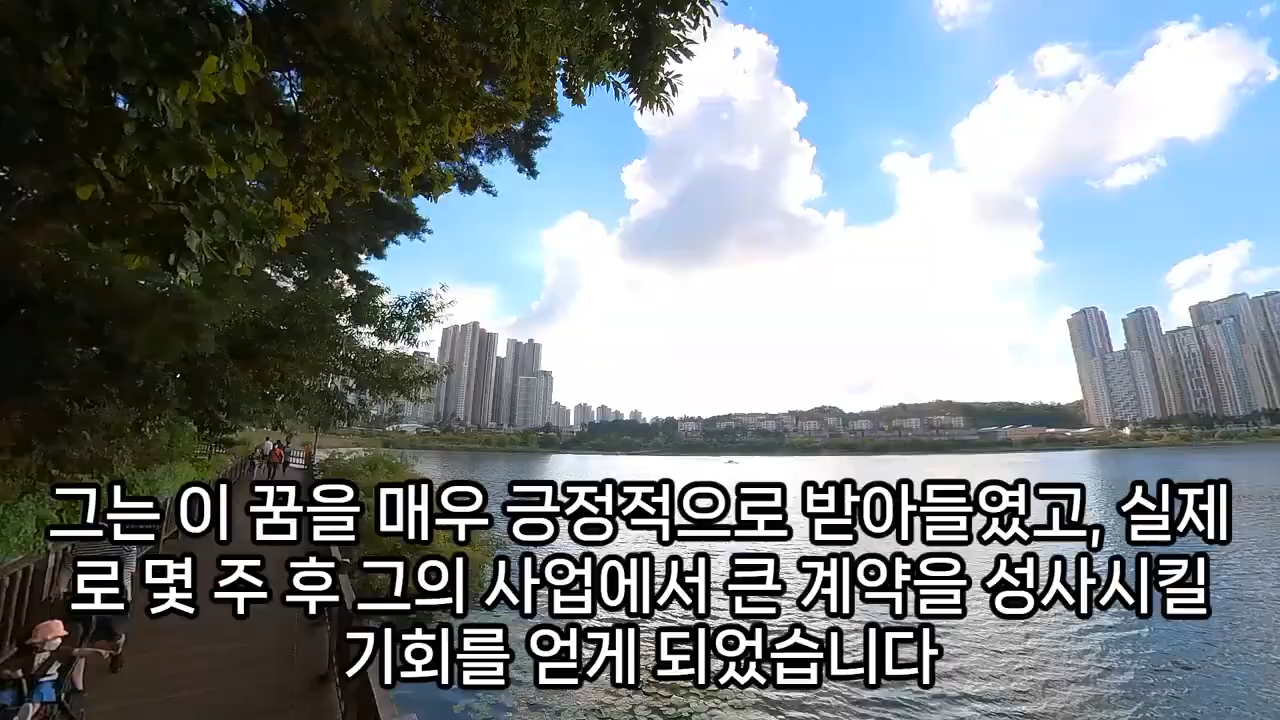 그는 이 꿈을 매우 긍정적으로 받아들였고, 실제
로 몇 주 후 그의 사업에서 큰 계약을 성사시킬
기회를 얻게 되었습니다